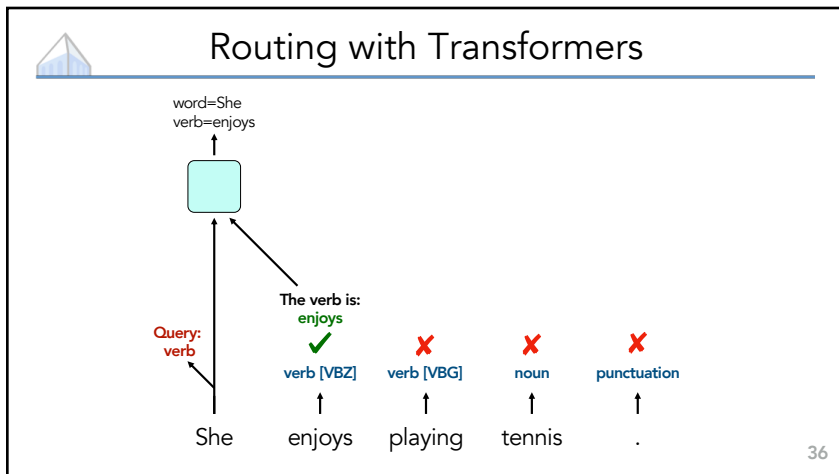 Routing with Transformers
word=She
verb=enjoys
The verb is:
enjoys
Query:
verb
✓ ✘ ✘ ✘
verb [VBZ] verb [VBG] noun punctuation
She enjoys playing tennis .
36